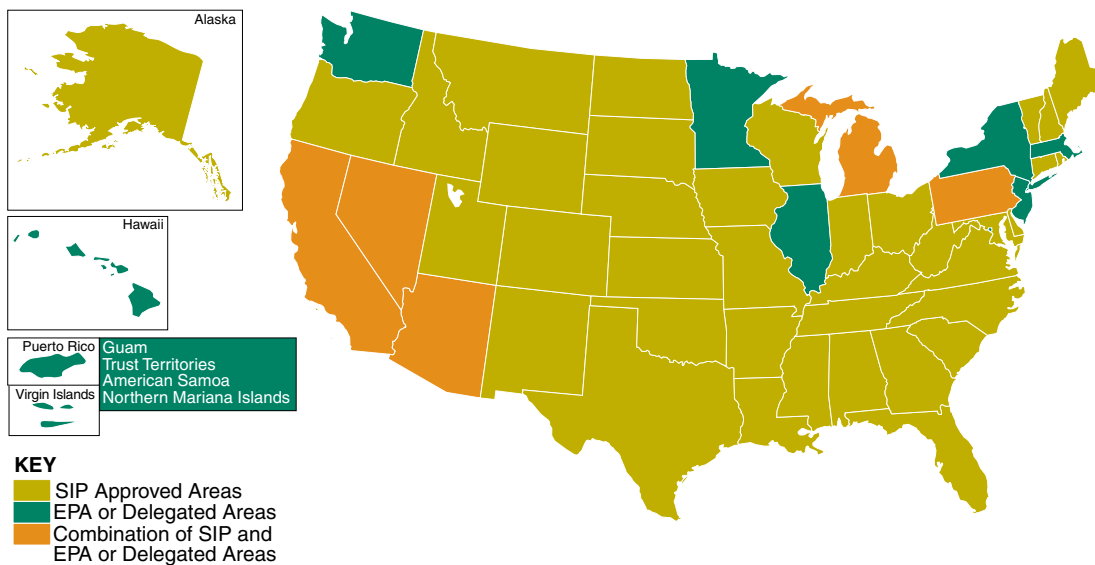 Alaska
Hawaii
Puerto Rico
Guam
Trust Territories
American Samoa
Northern Mariana Islands
Virgin Islands
KEY
SIP Approved Areas
EPA or Delegated Areas
Combination of SIP and
EPA or Delegated Areas